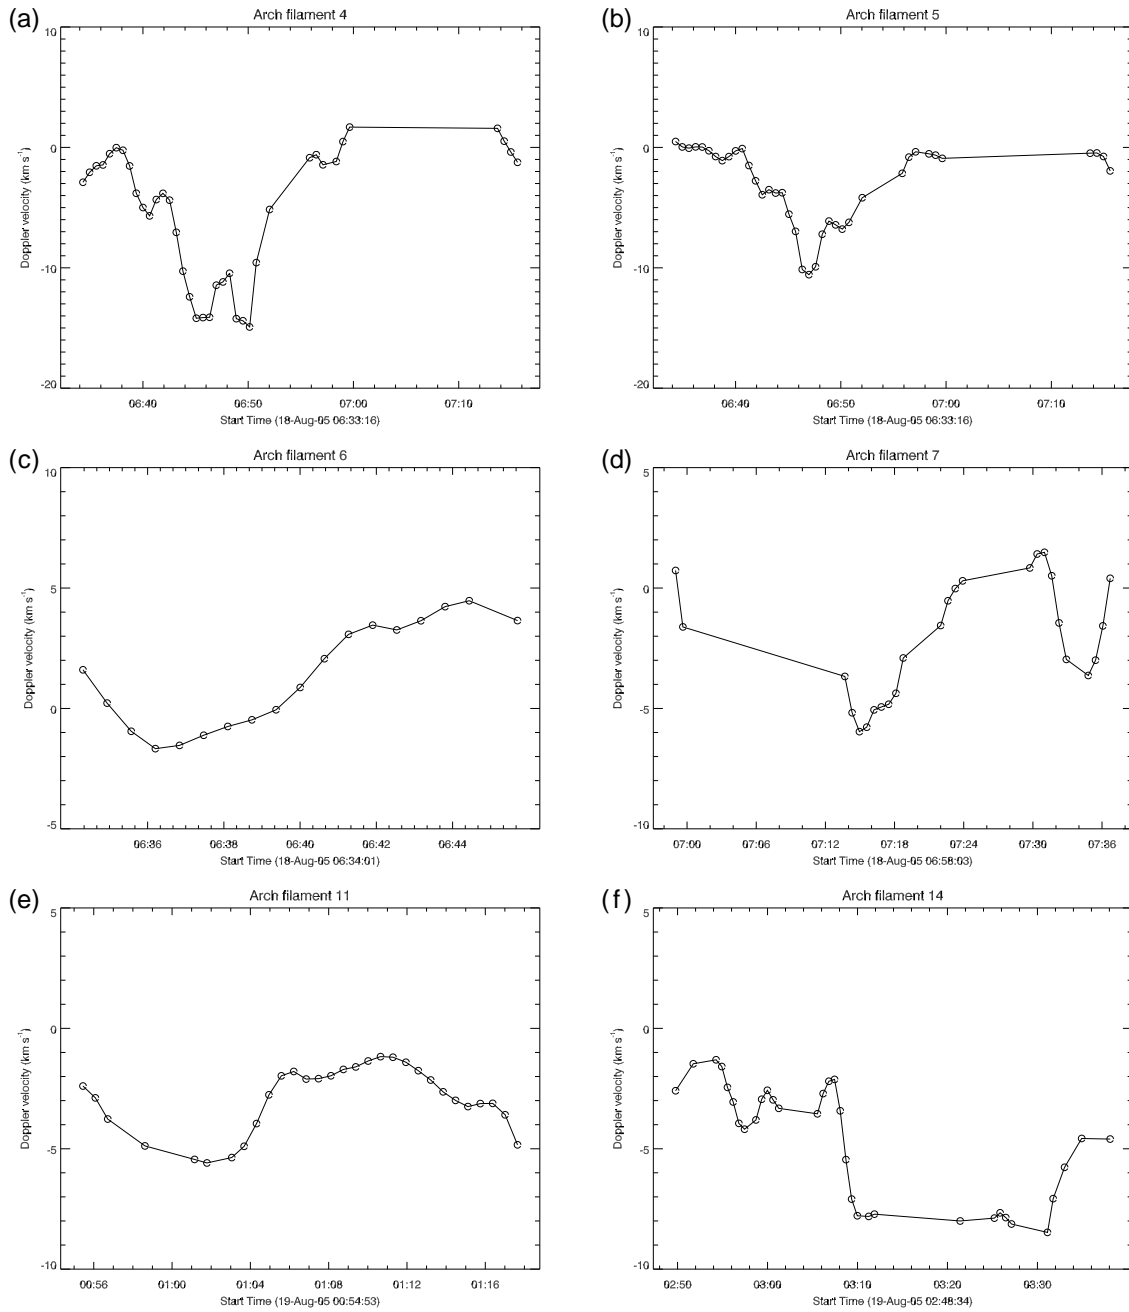 (a)
Arch filament 4
10
0
-10
-20
Doppler velocity (km s⁻¹)
06:40 06:50 07:00 07:10
Start Time (18-Aug-05 06:33:16)
(b)
Arch filament 5
10
0
-10
-20
Doppler velocity (km s⁻¹)
06:40 06:50 07:00 07:10
Start Time (18-Aug-05 06:33:16)
(c)
Arch filament 6
10
5
0
-5
Doppler velocity (km s⁻¹)
06:36 06:38 06:40 06:42 06:44
Start Time (18-Aug-05 06:34:01)
(d)
Arch filament 7
5
0
-5
-10
Doppler velocity (km s⁻¹)
07:00 07:06 07:12 07:18 07:24 07:30 07:36
Start Time (18-Aug-05 06:58:03)
(e)
Arch filament 11
5
0
-5
-10
Doppler velocity (km s⁻¹)
00:56 01:00 01:04 01:08 01:12 01:16
Start Time (19-Aug-05 00:54:53)
(f)
Arch filament 14
5
0
-5
-10
Doppler velocity (km s⁻¹)
02:50 03:00 03:10 03:20 03:30
Start Time (19-Aug-05 02:48:34)